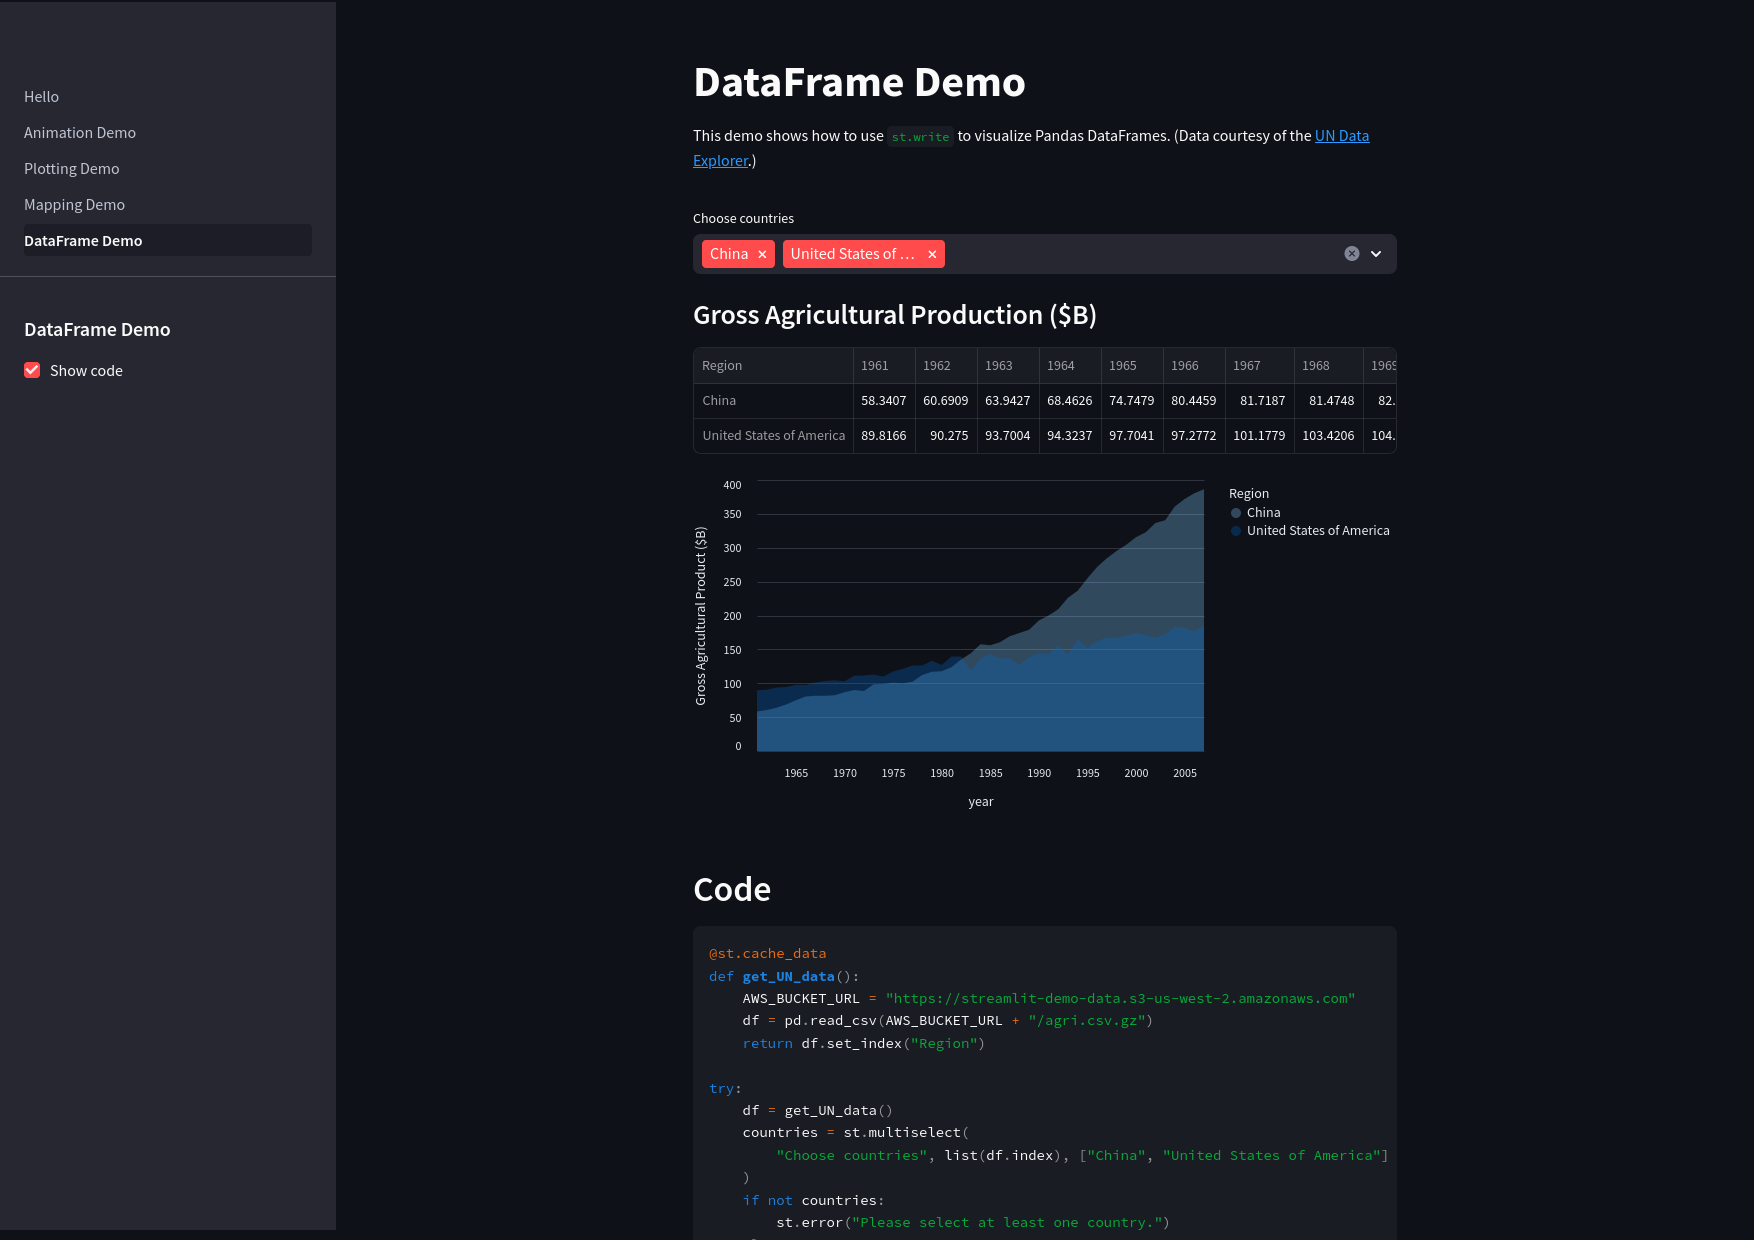 Hello
Animation Demo
Plotting Demo
Mapping Demo
DataFrame Demo
DataFrame Demo
Show code
DataFrame Demo
This demo shows how to use st.write to visualize Pandas DataFrames. (Data courtesy of the UN Data
Explorer.)
Choose countries
China United States of ...
Gross Agricultural Production ($B)
Region 1961 1962 1963 1964 1965 1966 1967 1968 1969
China 58.3407 60.6909 63.9427 68.4626 74.7479 80.4459 81.7187 81.4748 82.
United States of America 89.8166 90.275 93.7004 94.3237 97.7041 97.2772 101.1779 103.4206 104.
Gross Agricultural Product ($B)
400
350
300
250
200
150
100
50
0
1965 1970 1975 1980 1985 1990 1995 2000 2005
year
Region
China
United States of America
Code
@st.cache_data
def get_UN_data():
    AWS_BUCKET_URL = "https://streamlit-demo-data.s3-us-west-2.amazonaws.com"
    df = pd.read_csv(AWS_BUCKET_URL + "/agri.csv.gz")
    return df.set_index("Region")
try:
    df = get_UN_data()
    countries = st.multiselect(
        "Choose countries", list(df.index), ["China", "United States of America"]
    )
    if not countries:
        st.error("Please select at least one country.")